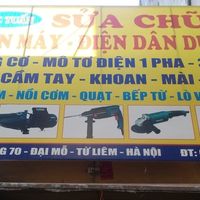 SỬA CHỮ
N MÁY - ĐIỆN DÂN DỤ
G CƠ - MÔ TƠ ĐIỆN 1 PHA - 3
CẦM TAY - KHOAN - MÀI
M - NỒI CƠM - QUẠT - BẾP TỪ - LÒ V
G 70 - ĐẠI MỖ - TỪ LIÊM - HÀ NỘI
ĐT: